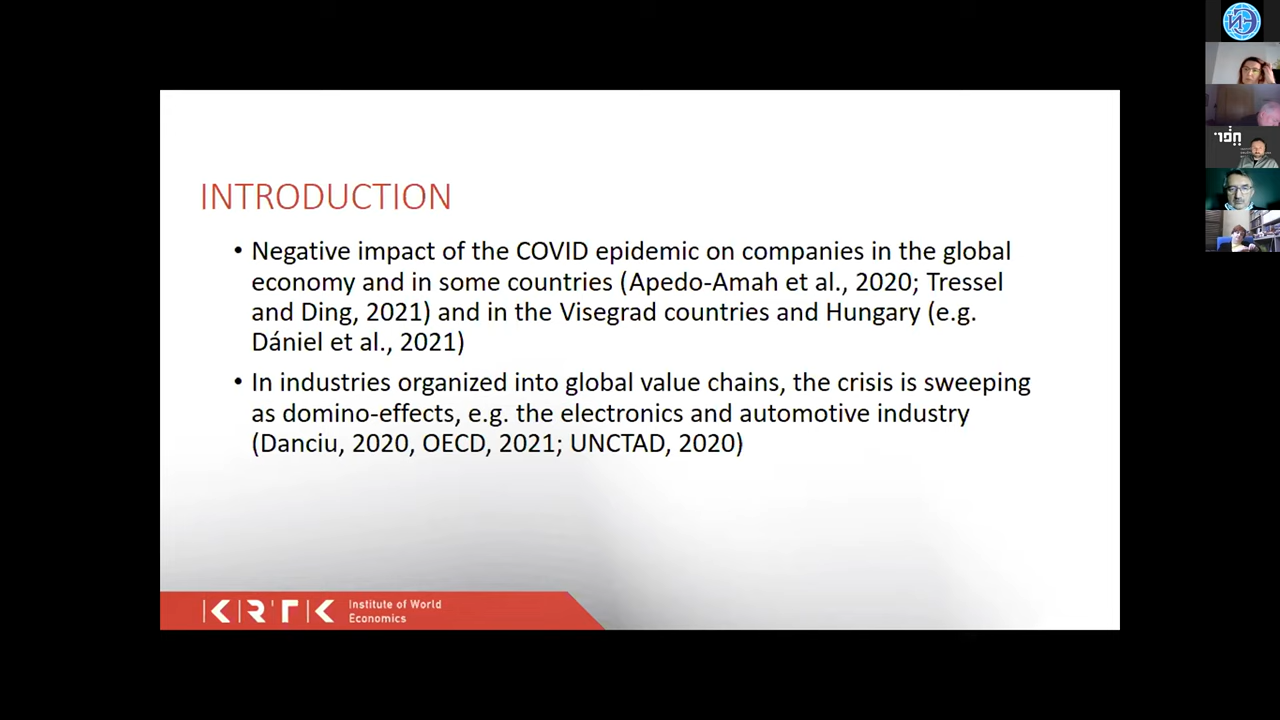 INTRODUCTION
• Negative impact of the COVID epidemic on companies in the global
economy and in some countries (Apedo-Amah et al., 2020; Tressel
and Ding, 2021) and in the Visegrad countries and Hungary (e.g.
Dániel et al., 2021)
• In industries organized into global value chains, the crisis is sweeping
as domino-effects, e.g. the electronics and automotive industry
(Danciu, 2020, OECD, 2021; UNCTAD, 2020)
KRTK
Institute of World
Economics